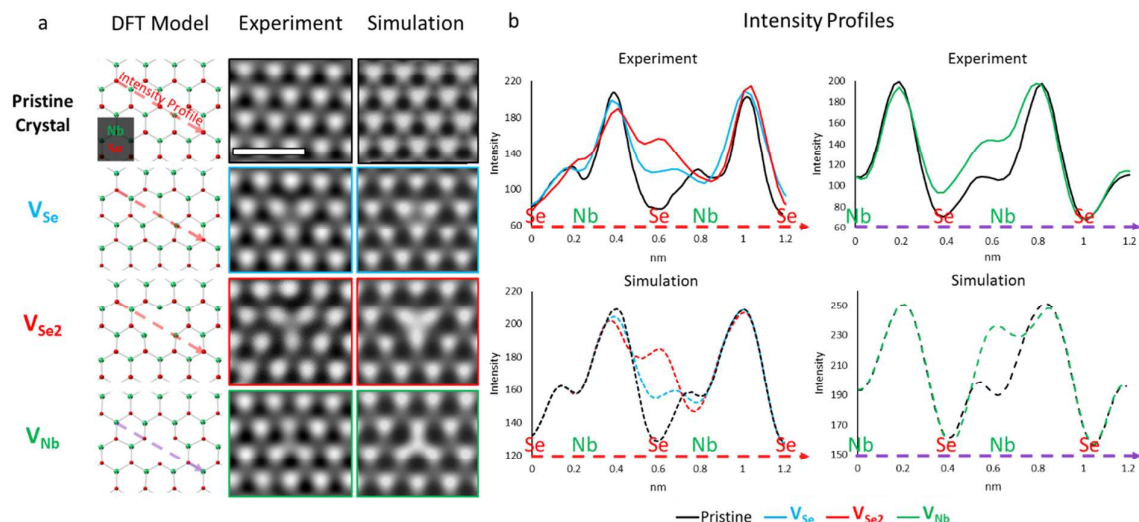 a
DFT Model
Experiment
Simulation
Pristine
Crystal
Intensity Profile
Nb
Se
VSe
VSe2
VNb
b
Intensity Profiles
Experiment
Intensity
220
200
180
160
140
120
100
80
60
Se Nb Se Nb Se
0 0.2 0.4 0.6 0.8 1 1.2
nm
Experiment
Intensity
220
200
180
160
140
120
100
80
60
Nb Se Nb Se
0 0.2 0.4 0.6 0.8 1 1.2
nm
Simulation
Intensity
220
200
180
160
140
120
Se Nb Se Nb Se
0 0.2 0.4 0.6 0.8 1 1.2
nm
Simulation
Intensity
250
230
210
190
170
150
Nb Se Nb Se
0 0.2 0.4 0.6 0.8 1 1.2
nm
Pristine VSe VSe2 VNb